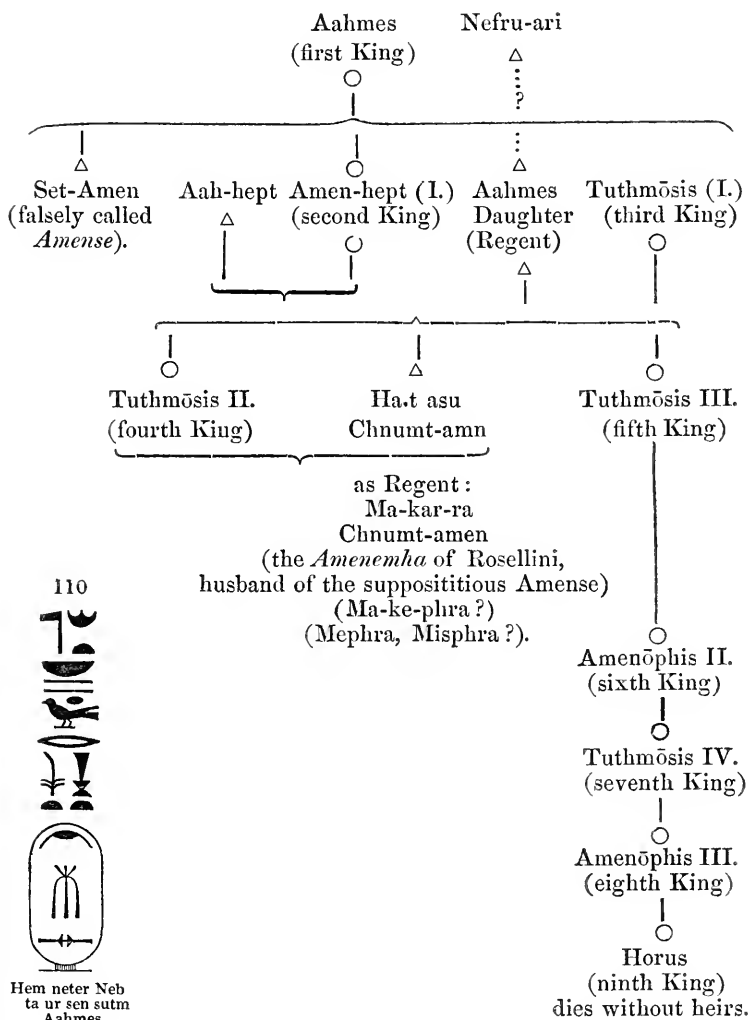 Aahmes Nefru-ari
(first King)
?
Set-Amen Aah-hept Amen-hept (I.) Aahmes Tuthmōsis (I.)
(falsely called (second King) Daughter (third King)
Amense). (Regent)
Tuthmōsis II. Ha.t asu Tuthmōsis III.
(fourth King) Chnumt-amn (fifth King)
as Regent:
Ma-kar-ra
Chnumt-amen
(the Amenemha of Rosellini,
husband of the supposititious Amense)
(Ma-ke-phra?)
(Mephra, Misphra?).
110
Amenōphis II.
(sixth King)
Tuthmōsis IV.
(seventh King)
Amenōphis III.
(eighth King)
Horus
(ninth King)
dies without heirs.
Hem neter Neb
ta ur sen sutm
Aahmes